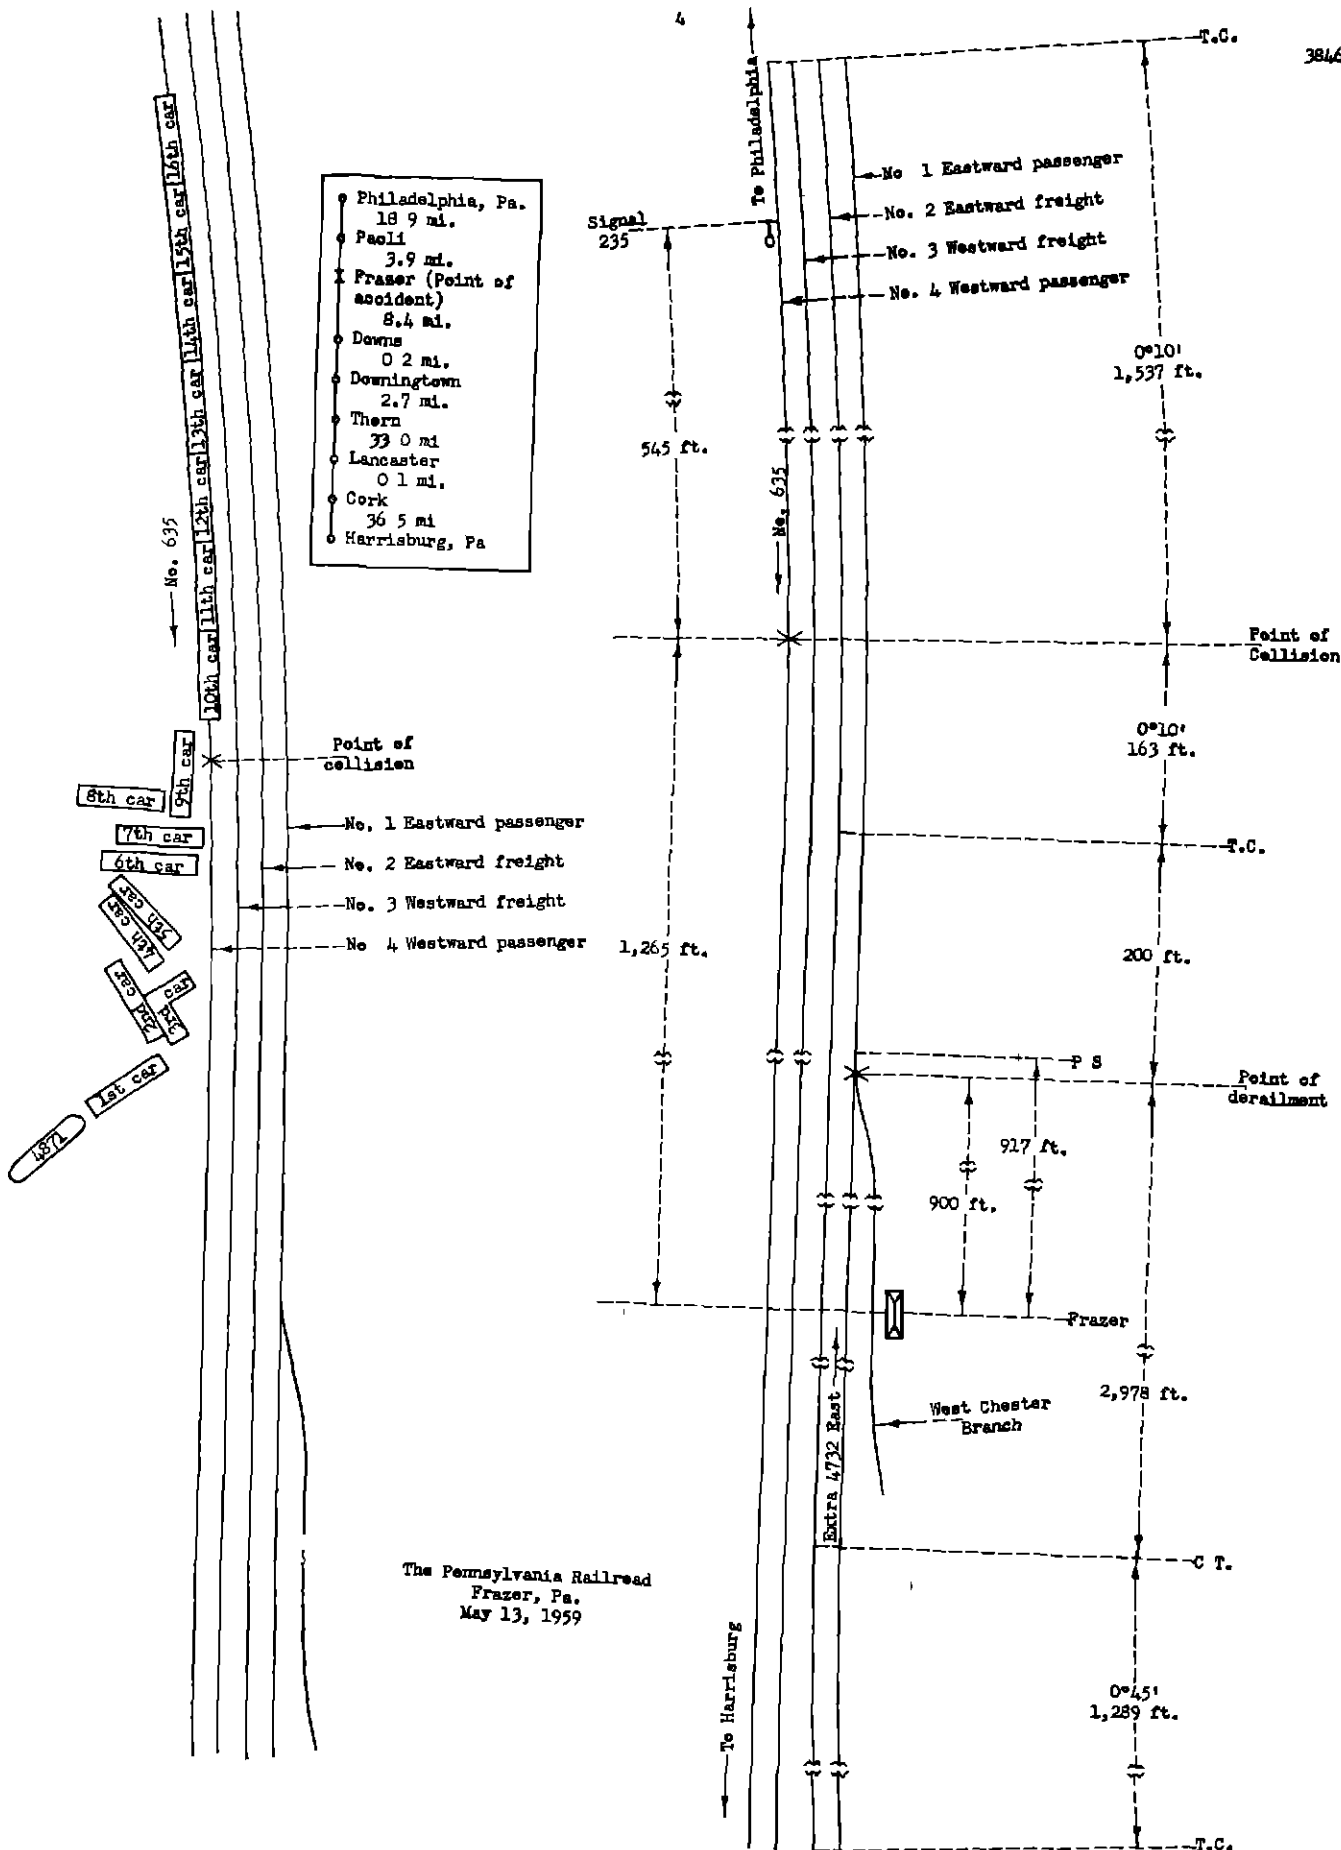 4
3846
T.C.
To Philadelphia
No 1 Eastward passenger
No. 2 Eastward freight
No. 3 Westward freight
No. 4 Westward passenger
Signal
235
16th car
15th car
14th car
13th car
12th car
11th car
10th car
No. 635
Philadelphia, Pa.
18 9 mi.
Paoli
3.9 mi.
Frazer (Point of
accident)
8.4 mi.
Downs
0 2 mi.
Downingtown
2.7 mi.
Thorn
33 0 mi
Lancaster
0 1 mi.
Cork
36 5 mi
Harrisburg, Pa
0°10'
1,537 ft.
545 ft.
No. 635
Point of
Collision
0°10'
163 ft.
T.C.
Point of
collision
9th car
8th car
7th car
6th car
5th car
4th car
3rd car
2nd car
1st car
4871
No. 1 Eastward passenger
No. 2 Eastward freight
No. 3 Westward freight
No 4 Westward passenger
1,265 ft.
200 ft.
P S
Point of
derailment
917 ft.
900 ft.
Frazer
2,978 ft.
West Chester
Branch
Extra 4732 East
C T.
The Pennsylvania Railroad
Frazer, Pa.
May 13, 1959
To Harrisburg
0°45'
1,289 ft.
T.C.